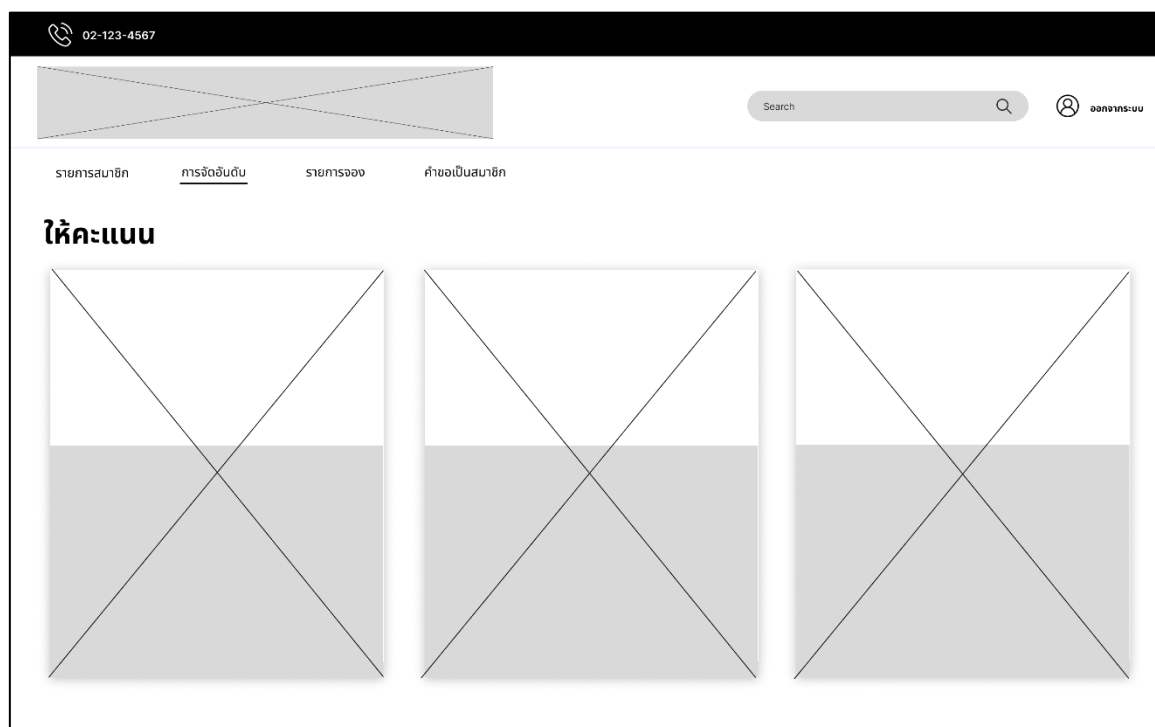 02-123-4567
Search
ออกจากระบบ
รายการสมาชิก การจัดอันดับ รายการจอง คำขอเป็นสมาชิก
ให้คะแนน